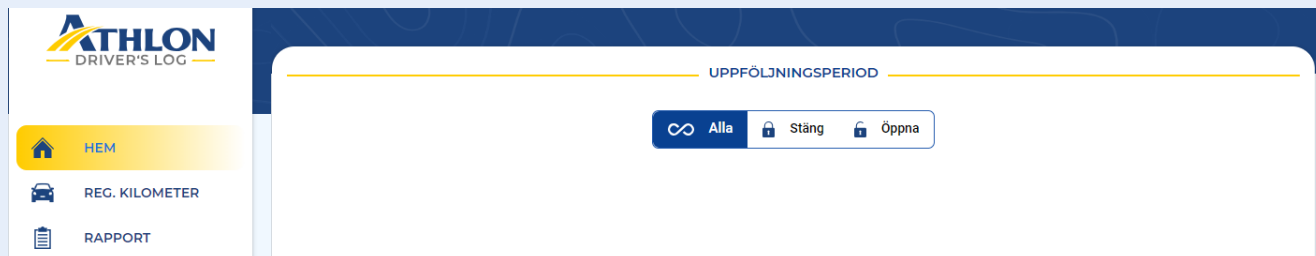 ATHLON
DRIVER'S LOG
HEM
REG. KILOMETER
RAPPORT
UPPFÖLJNINGSPERIOD
Alla Stäng Öppna